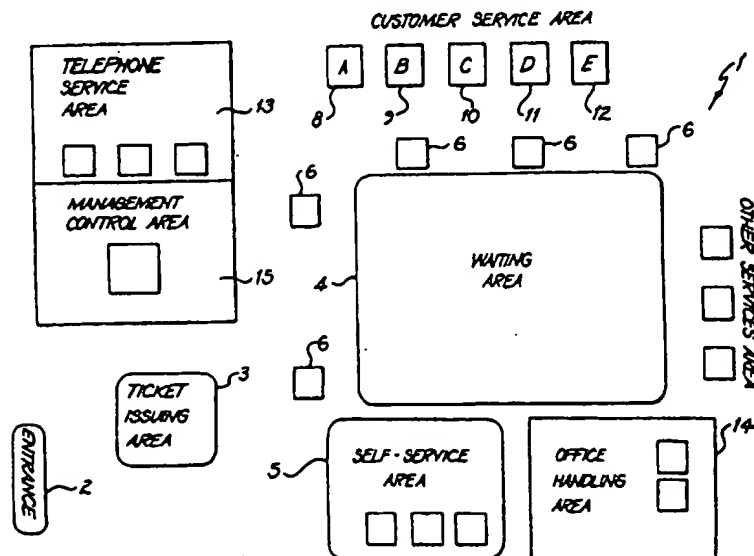 CUSTOMER SERVICE AREA
TELEPHONE
SERVICE
AREA
13
A B C D E
8 9 10 11 12
1
6 6 6
6
MANAGEMENT
CONTROL AREA
15
4
WAITING
AREA
OTHER SERVICES AREA
6
3
TICKET
ISSUING
AREA
ENTRANCE
2
5
SELF-SERVICE
AREA
OFFICE
HANDLING
AREA
14